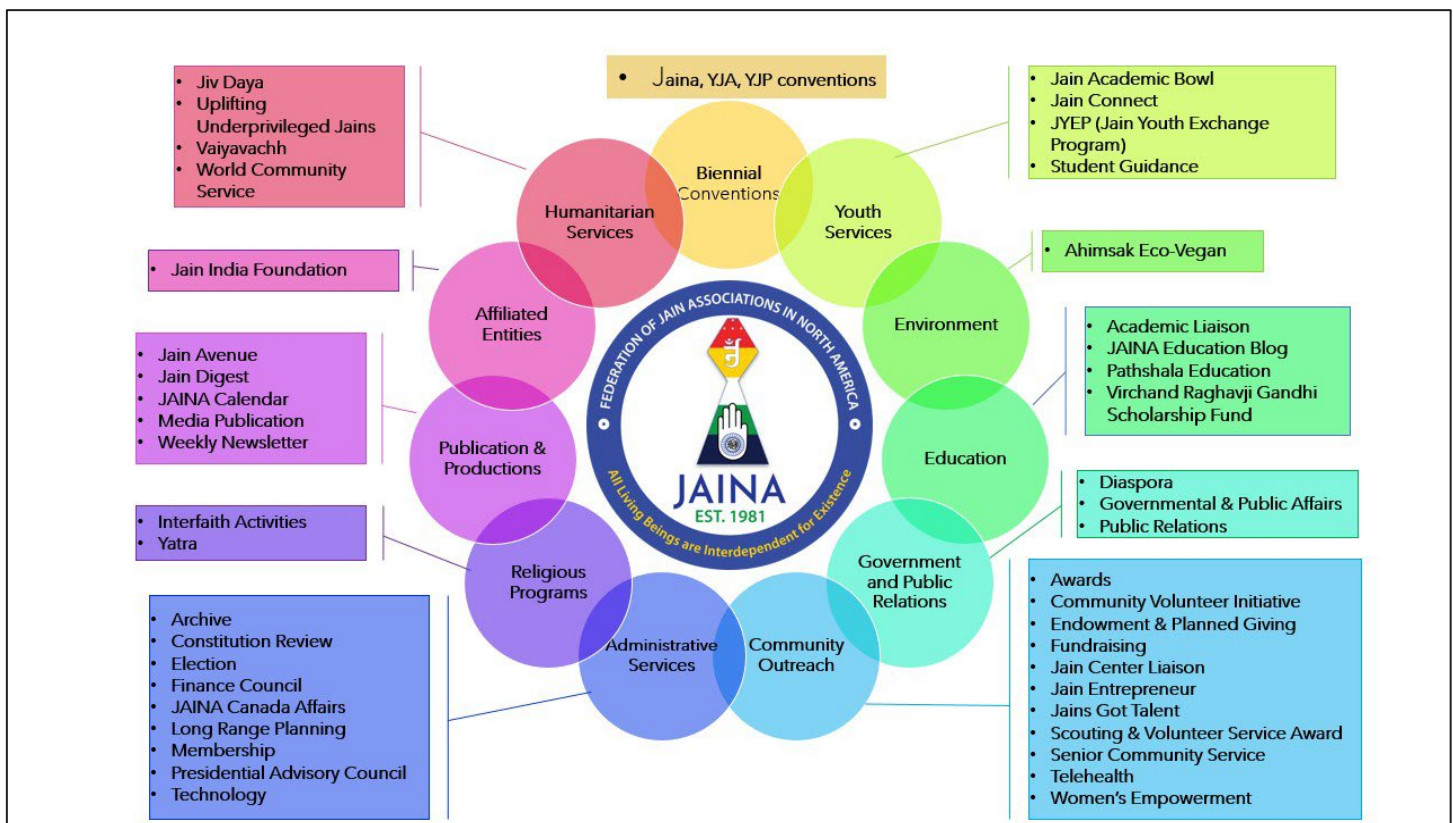 • Jaina, YJA, YJP conventions
Biennial
Conventions
• Jain Academic Bowl
• Jain Connect
• JYEP (Jain Youth Exchange
Program)
• Student Guidance
Youth
Services
• Ahimsak Eco-Vegan
Environment
• Academic Liaison
• JAINA Education Blog
• Pathshala Education
• Virchand Raghavji Gandhi
Scholarship Fund
Education
• Diaspora
• Governmental & Public Affairs
• Public Relations
Government
and Public
Relations
• Awards
• Community Volunteer Initiative
• Endowment & Planned Giving
• Fundraising
• Jain Center Liaison
• Jain Entrepreneur
• Jains Got Talent
• Scouting & Volunteer Service Award
• Senior Community Service
• Telehealth
• Women's Empowerment
Community
Outreach
• Archive
• Constitution Review
• Election
• Finance Council
• JAINA Canada Affairs
• Long Range Planning
• Membership
• Presidential Advisory Council
• Technology
Administrative
Services
• Interfaith Activities
• Yatra
Religious
Programs
• Jain Avenue
• Jain Digest
• JAINA Calendar
• Media Publication
• Weekly Newsletter
Publication &
Productions
• Jain India Foundation
Affiliated
Entities
• Jiv Daya
• Uplifting
Underprivileged Jains
• Vaiyavachh
• World Community
Service
Humanitarian
Services
FEDERATION OF JAIN ASSOCIATIONS IN NORTH AMERICA
JAINA
EST. 1981
All Living Beings are Interdependent for Existence